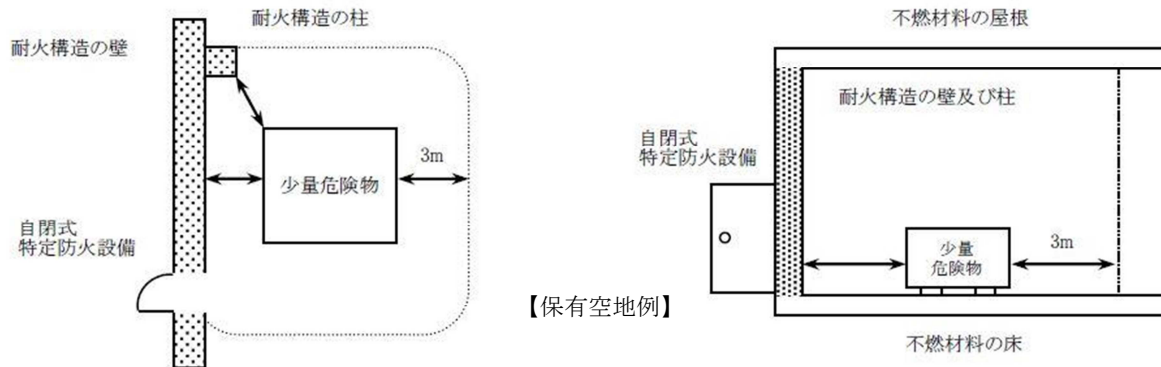 耐火構造の柱
耐火構造の壁
少量危険物
3m
自閉式
特定防火設備
【保有空地例】
不燃材料の屋根
耐火構造の壁及び柱
自閉式
特定防火設備
少量
危険物
3m
不燃材料の床